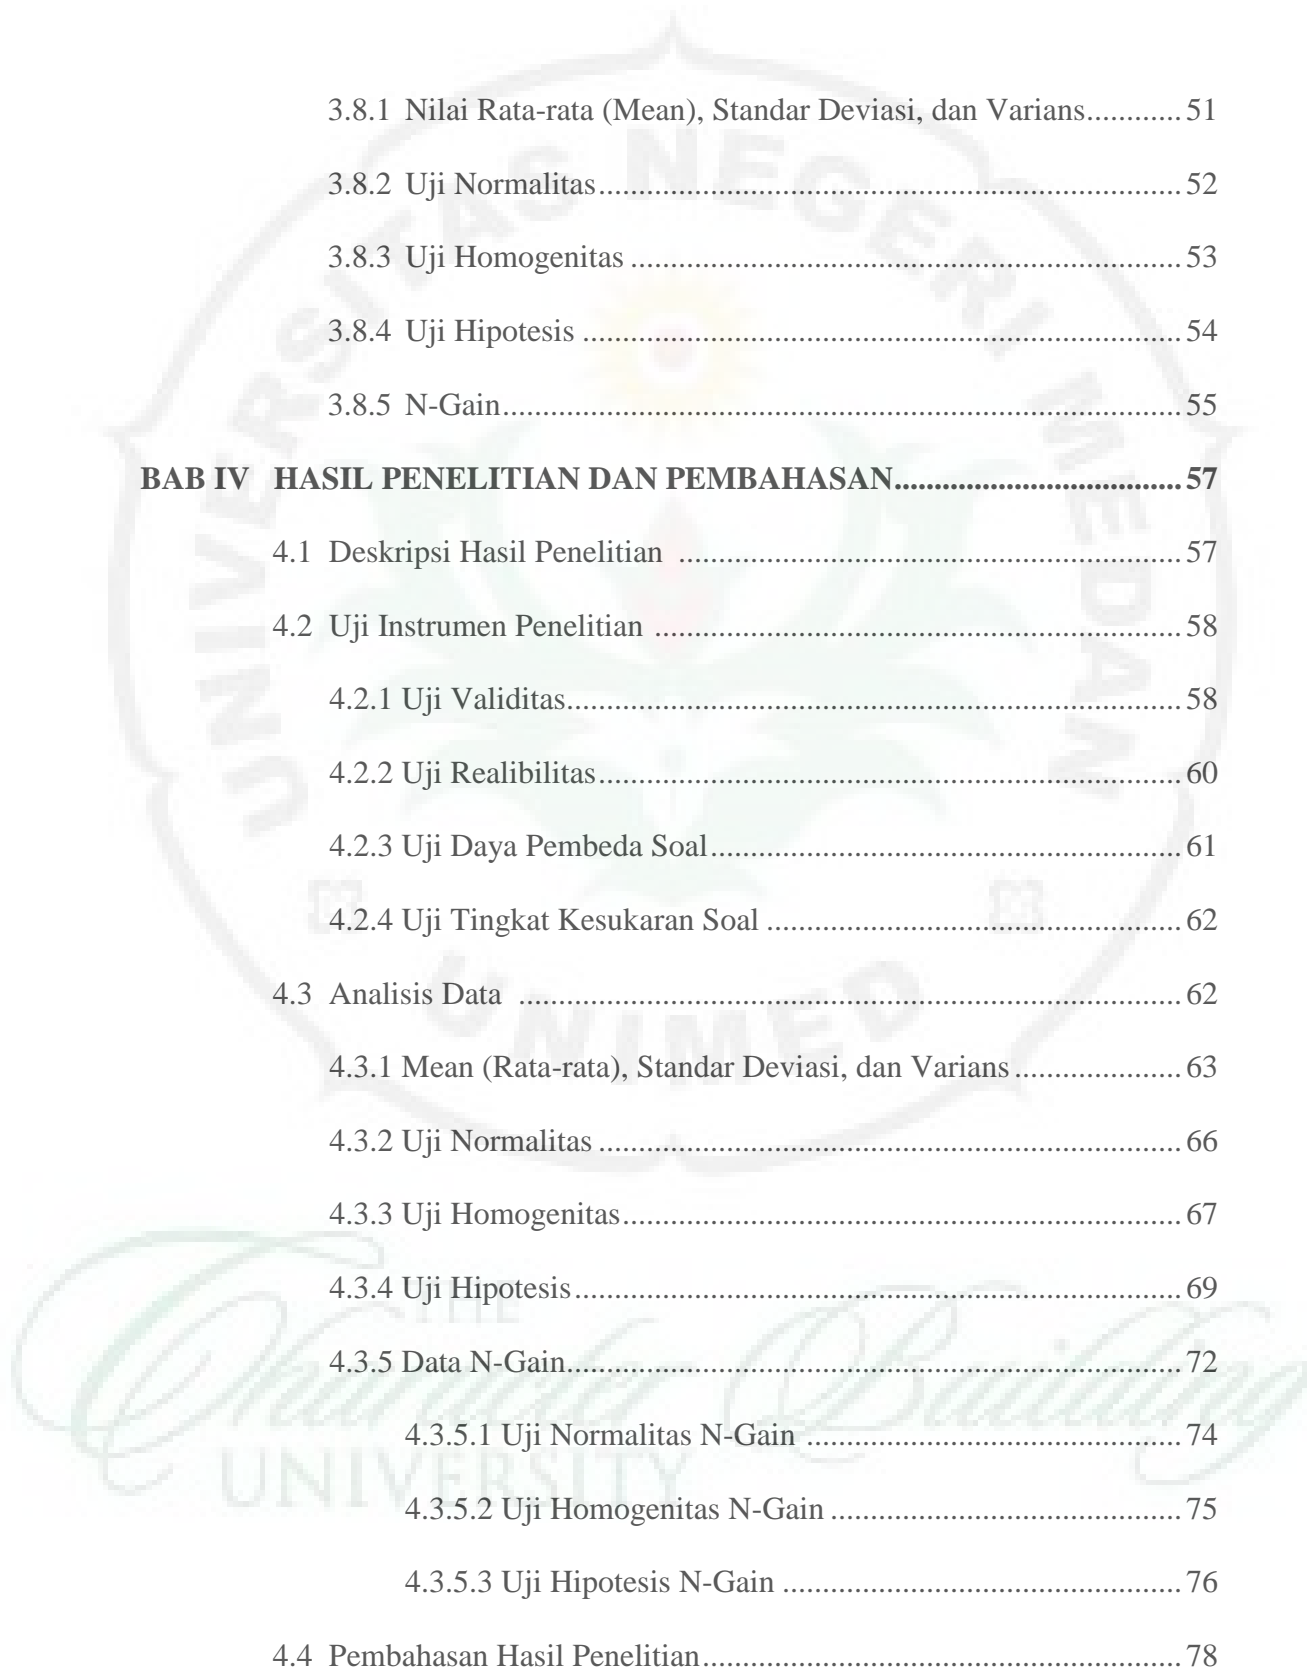 3.8.1 Nilai Rata-rata (Mean), Standar Deviasi, dan Varians............ 51
3.8.2 Uji Normalitas.......................................................................... 52
3.8.3 Uji Homogenitas ...................................................................... 53
3.8.4 Uji Hipotesis ............................................................................ 54
3.8.5 N-Gain...................................................................................... 55
BAB IV HASIL PENELITIAN DAN PEMBAHASAN................................... 57
4.1 Deskripsi Hasil Penelitian ................................................................ 57
4.2 Uji Instrumen Penelitian ................................................................... 58
4.2.1 Uji Validitas.............................................................................. 58
4.2.2 Uji Realibilitas.......................................................................... 60
4.2.3 Uji Daya Pembeda Soal............................................................ 61
4.2.4 Uji Tingkat Kesukaran Soal ..................................................... 62
4.3 Analisis Data .................................................................................... 62
4.3.1 Mean (Rata-rata), Standar Deviasi, dan Varians ..................... 63
4.3.2 Uji Normalitas .......................................................................... 66
4.3.3 Uji Homogenitas....................................................................... 67
4.3.4 Uji Hipotesis............................................................................. 69
4.3.5 Data N-Gain.............................................................................. 72
4.3.5.1 Uji Normalitas N-Gain ................................................ 74
4.3.5.2 Uji Homogenitas N-Gain ............................................. 75
4.3.5.3 Uji Hipotesis N-Gain ................................................... 76
4.4 Pembahasan Hasil Penelitian............................................................. 78
UNIVERSITAS NEGERI MEDAN
UNIMED
THE
Character Building
UNIVERSITY